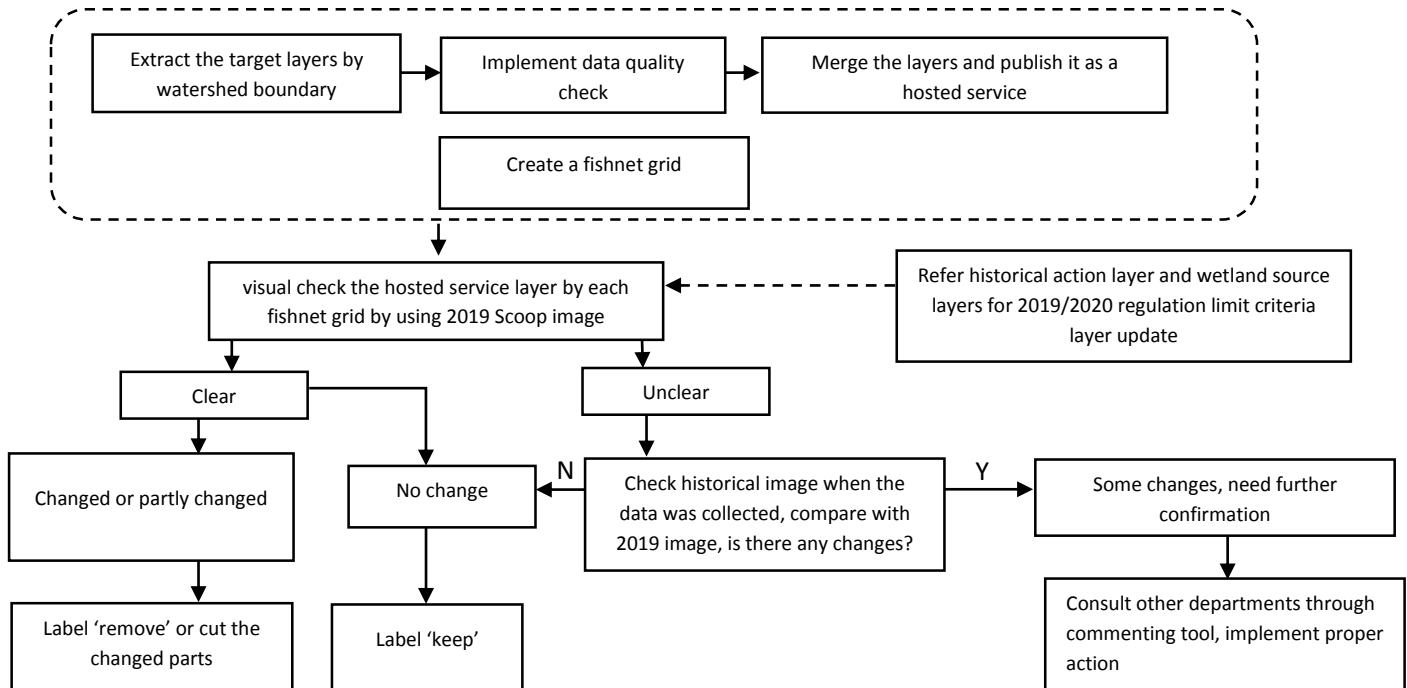 Extract the target layers by
watershed boundary
Implement data quality
check
Merge the layers and publish it as a
hosted service
Create a fishnet grid
visual check the hosted service layer by each
fishnet grid by using 2019 Scoop image
Refer historical action layer and wetland source
layers for 2019/2020 regulation limit criteria
layer update
Clear
Unclear
Changed or partly changed
No change
N
Check historical image when the
data was collected, compare with
2019 image, is there any changes?
Y
Some changes, need further
confirmation
Label ‘remove’ or cut the
changed parts
Label ‘keep’
Consult other departments through
commenting tool, implement proper
action